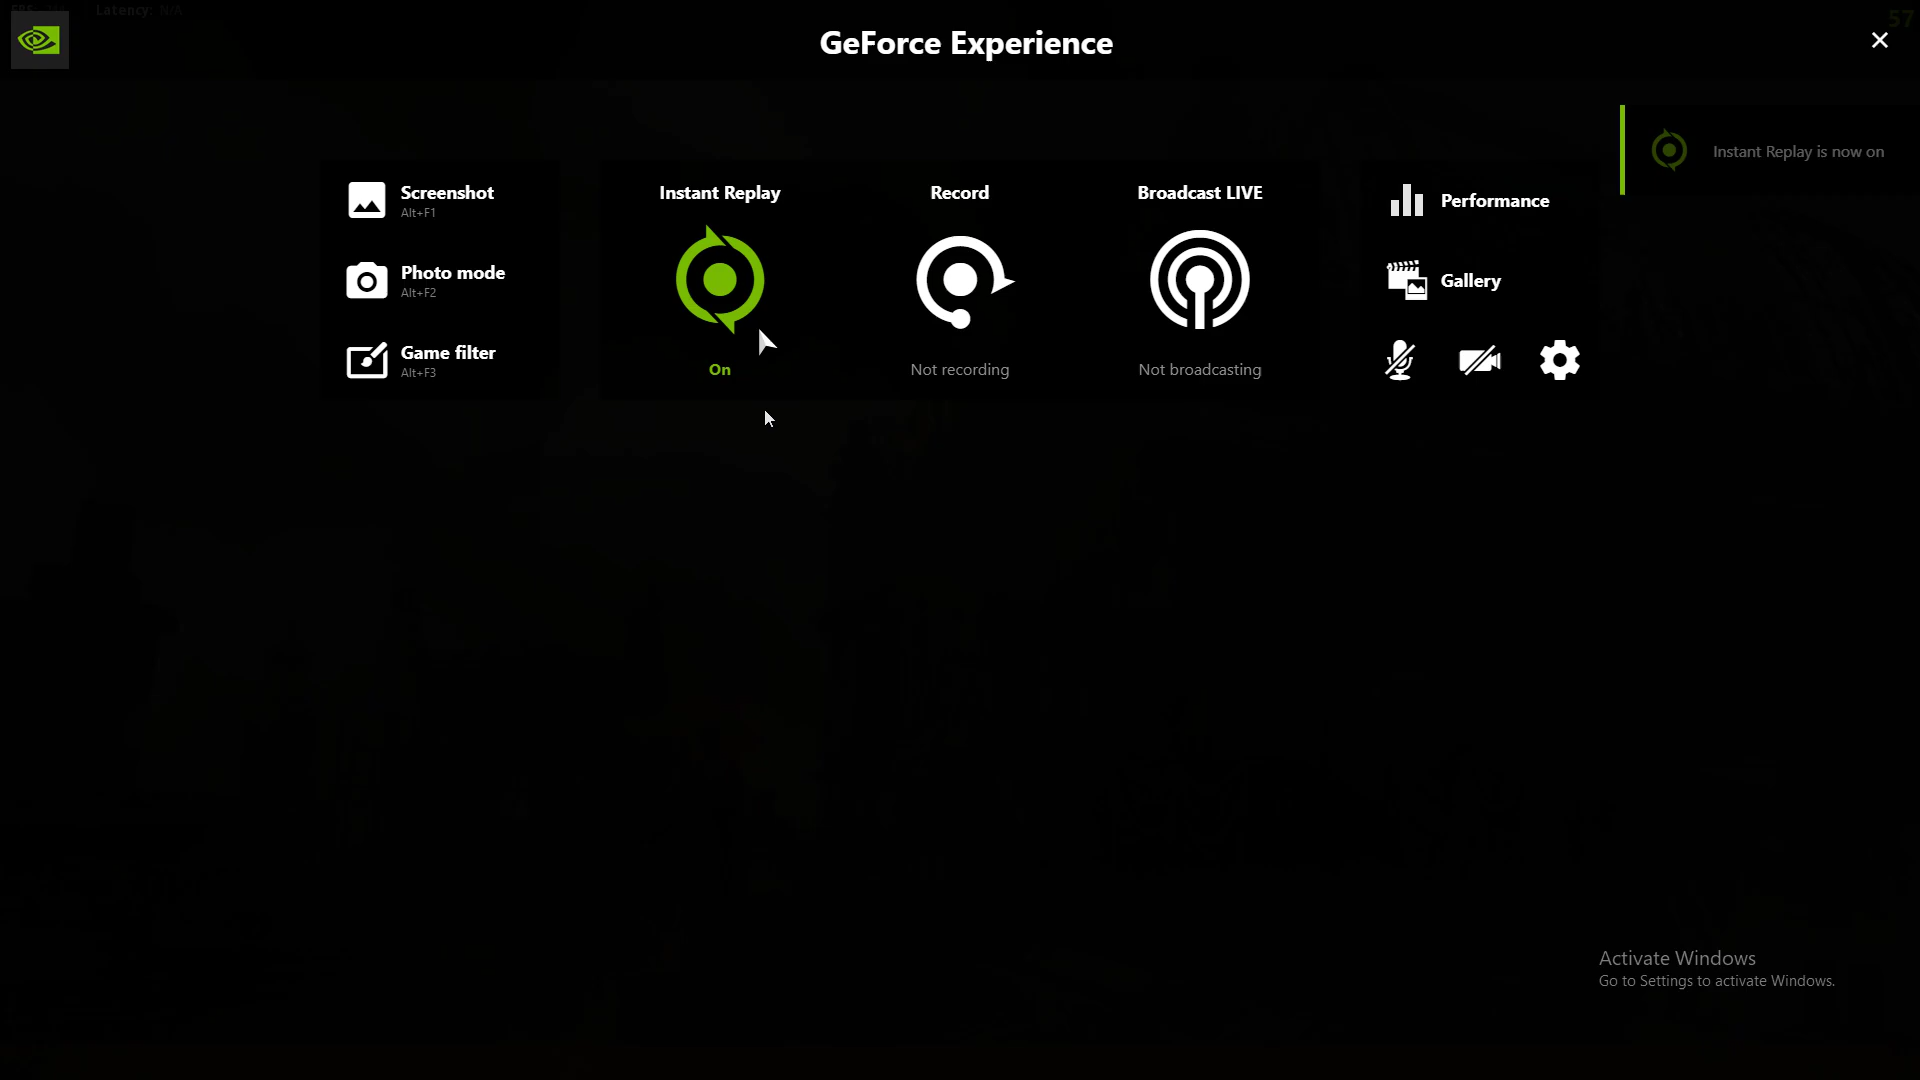 FPS N/A Latency: N/A
57
GeForce Experience
Instant Replay is now on
Screenshot
Alt+F1
Photo mode
Alt+F2
Game filter
Alt+F3
Instant Replay
On
Record
Not recording
Broadcast LIVE
Not broadcasting
Performance
Gallery
Activate Windows
Go to Settings to activate Windows.